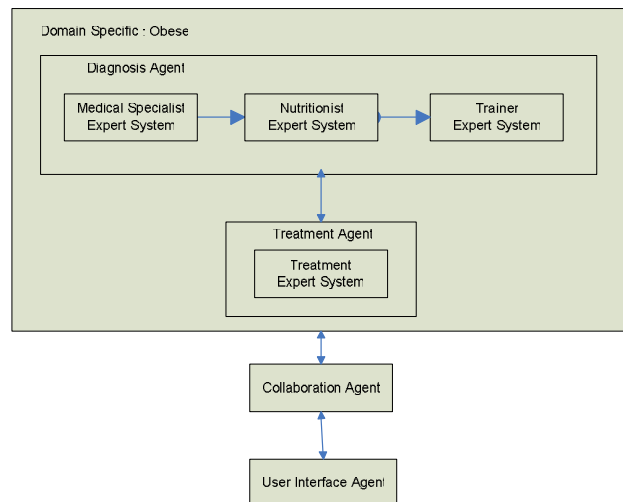 Domain Specific : Obese
Diagnosis Agent
Medical Specialist
Expert System
Nutritionist
Expert System
Trainer
Expert System
Treatment Agent
Treatment
Expert System
Collaboration Agent
User Interface Agent